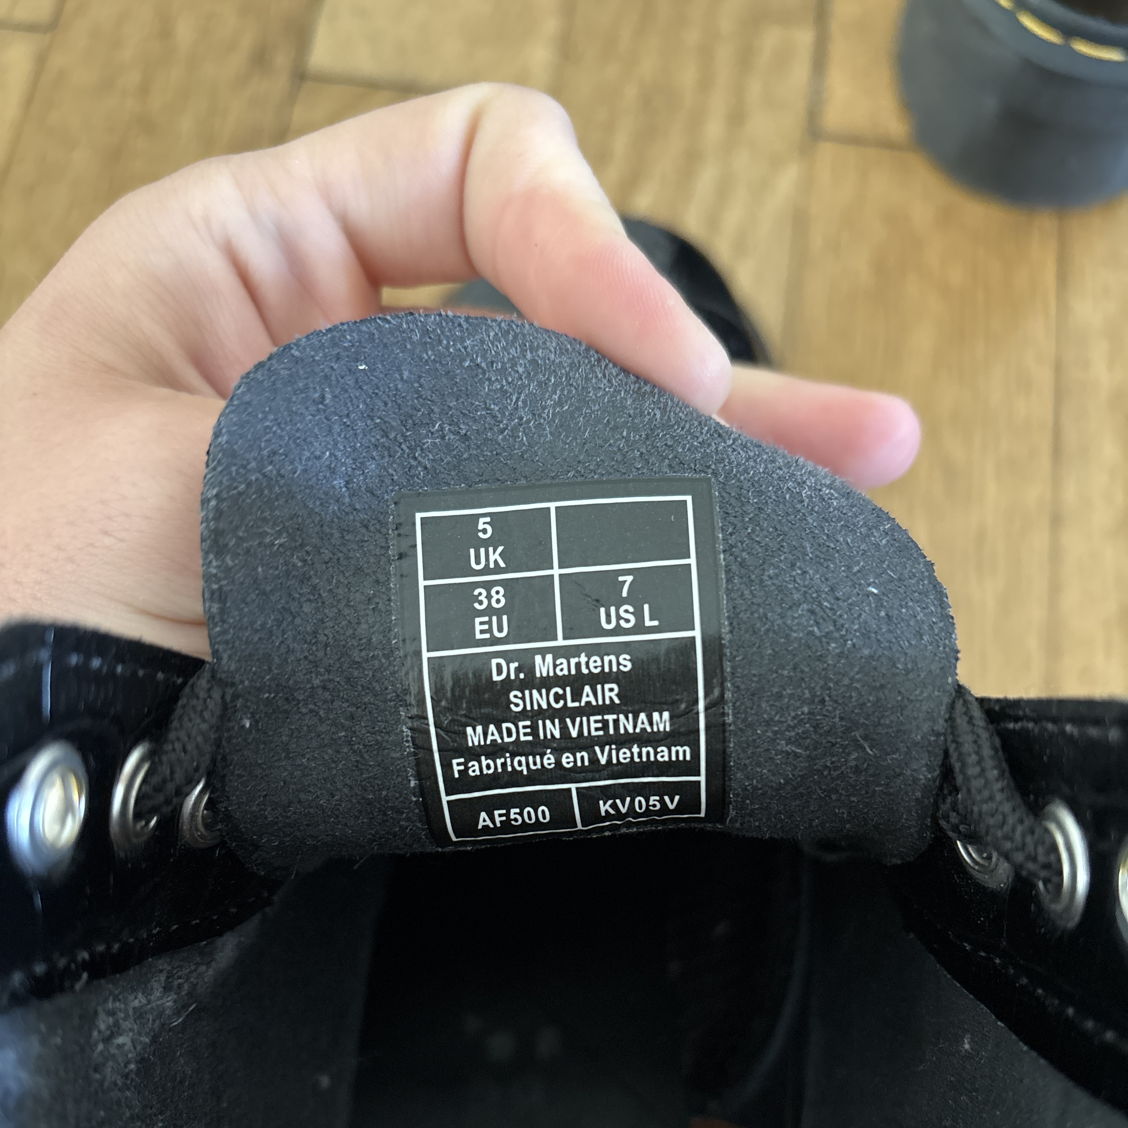 5
UK
38
EU
7
US L
Dr. Martens
SINCLAIR
MADE IN VIETNAM
Fabriqué en Vietnam
AF500
KV05V